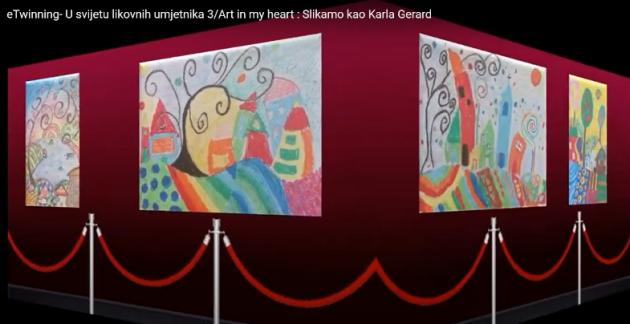 eTwinning- U svijetu likovnih umjetnika 3/Art in my heart : Slikamo kao Karla Gerard